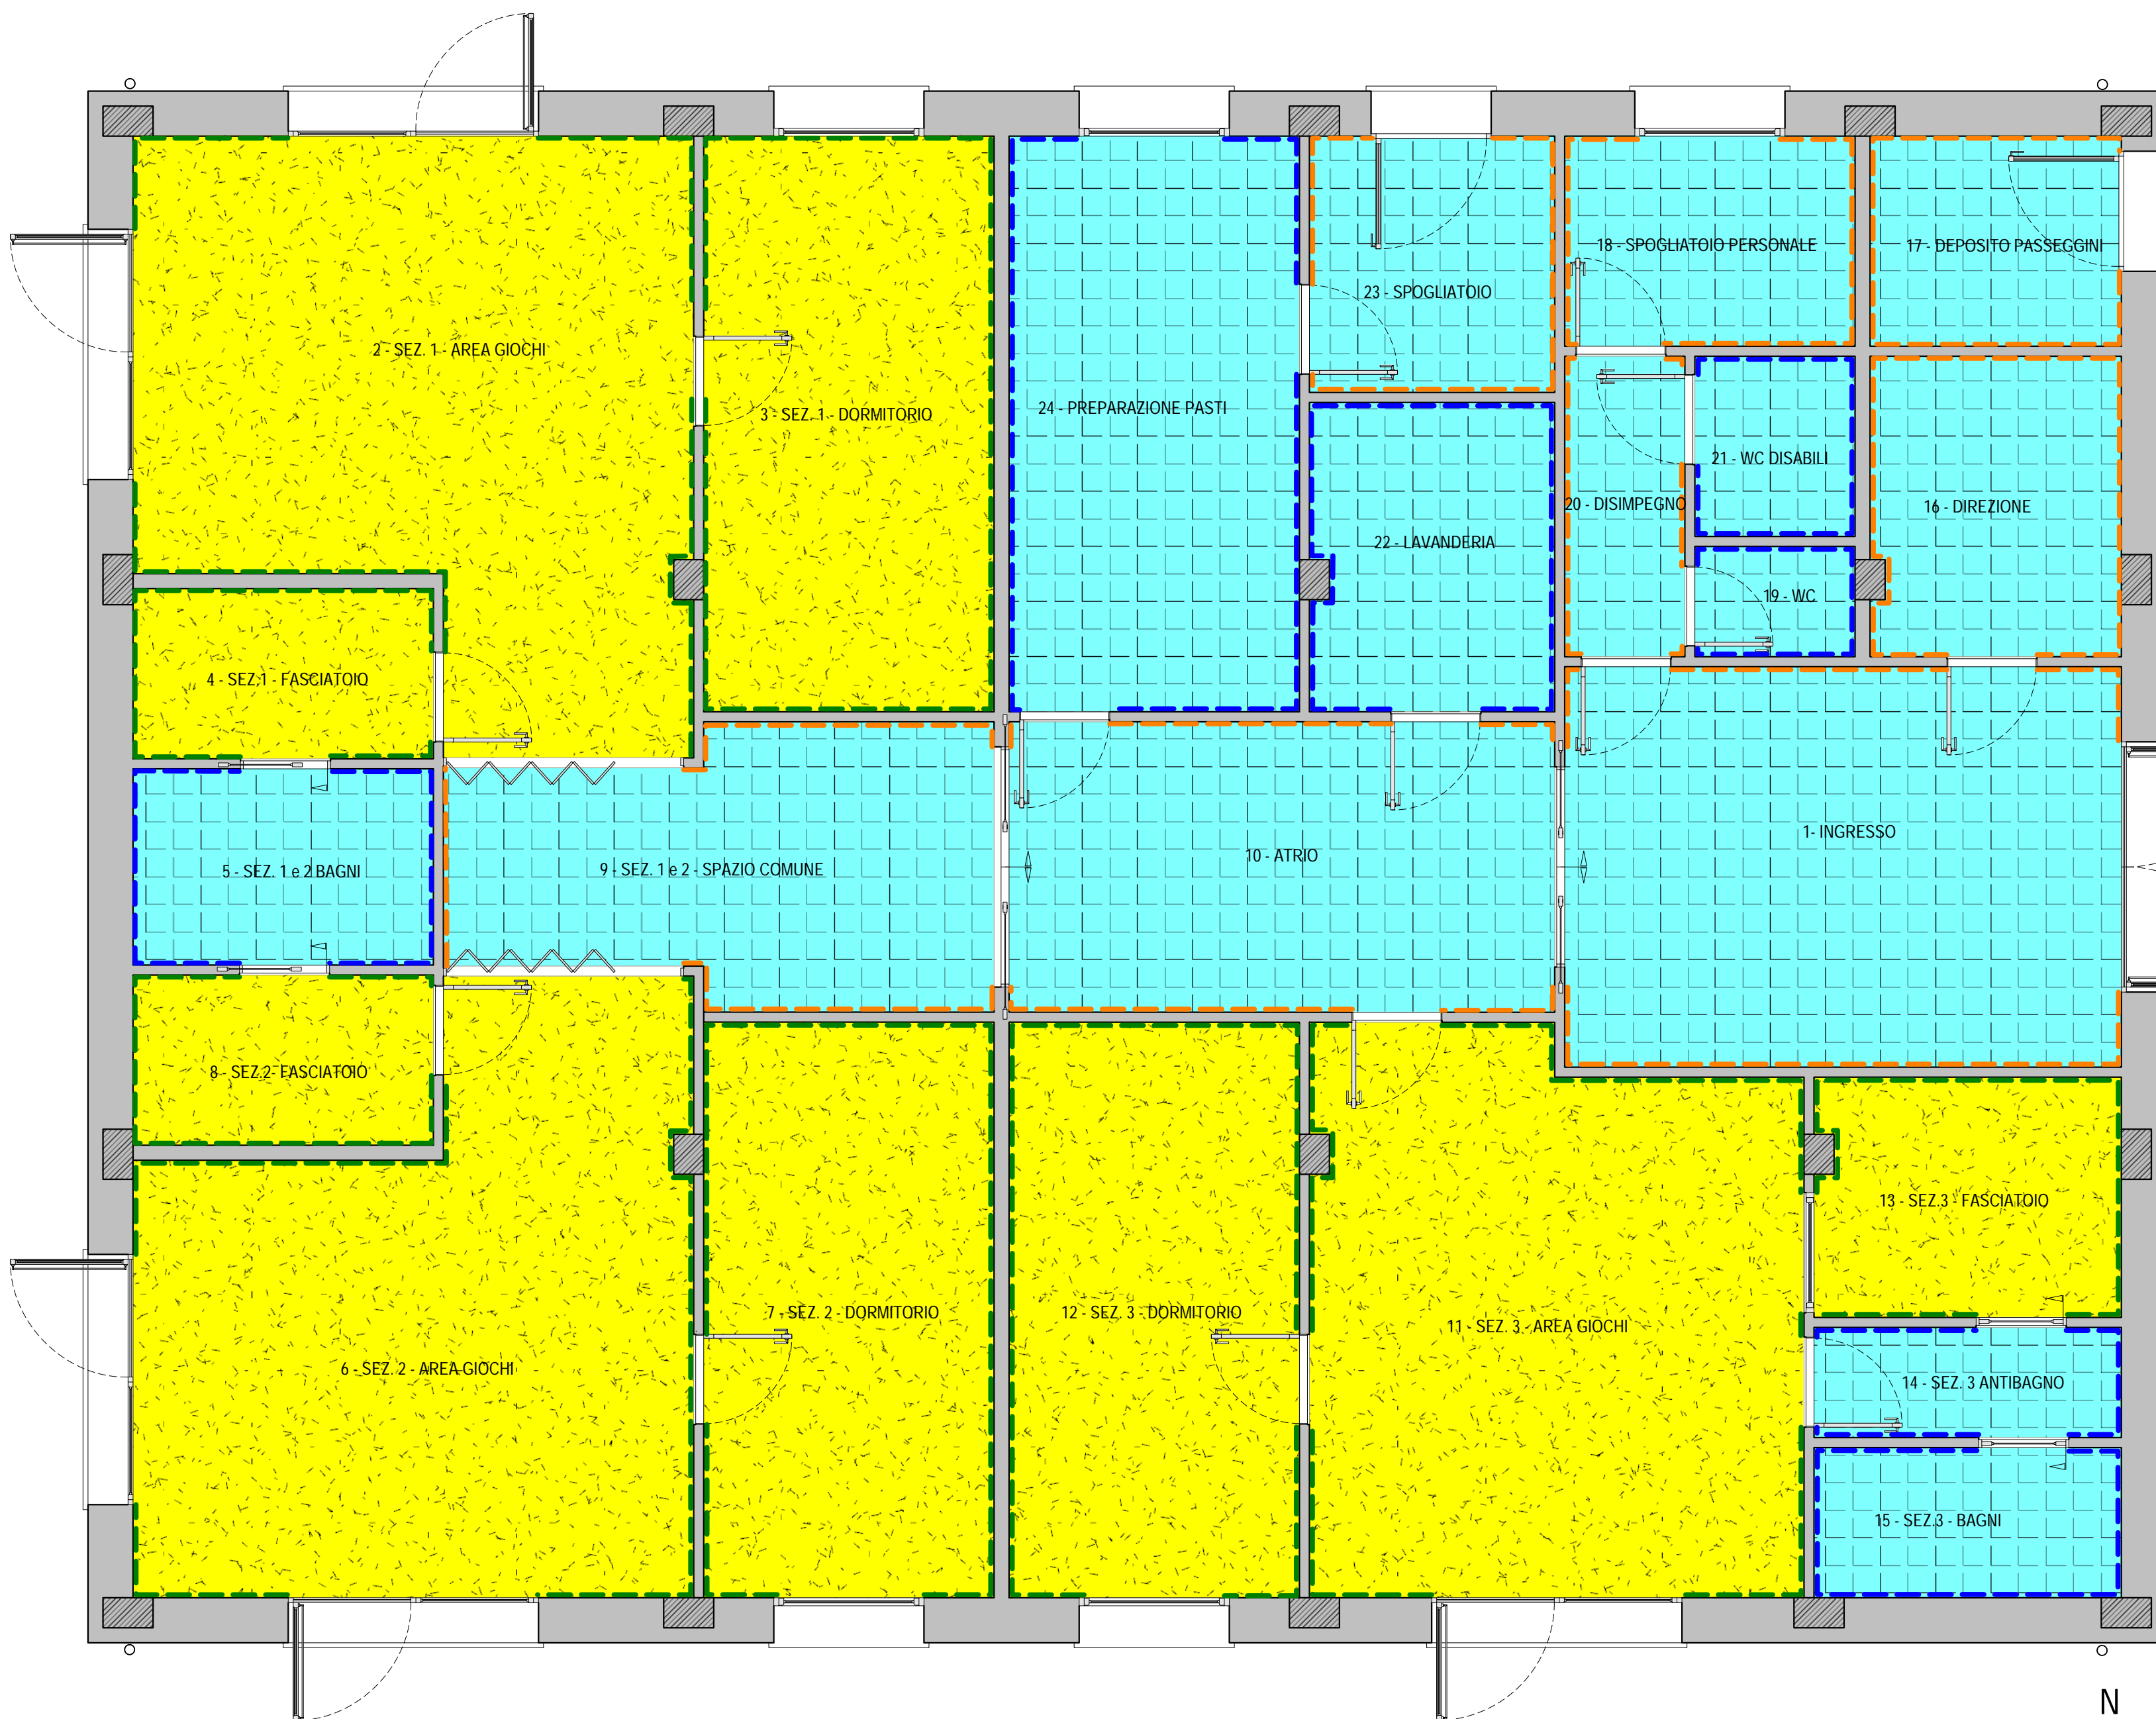 18 - SPOGLIATOIO PERSONALE
17 - DEPOSITO PASSEGGINI
23 - SPOGLIATOIO
2 - SEZ. 1 - AREA GIOCHI
3 - SEZ. 1 - DORMITORIO
24 - PREPARAZIONE PASTI
21 - WC DISABILI
20 - DISIMPEGNO
16 - DIREZIONE
22 - LAVANDERIA
19 - WC
4 - SEZ.1 - FASCIATOIO
1- INGRESSO
10 - ATRIO
5 - SEZ. 1 e 2 BAGNI
9 - SEZ. 1 e 2 - SPAZIO COMUNE
8 - SEZ.2- FASCIATOIO
13 - SEZ.3 - FASCIATOIO
7 - SEZ. 2 - DORMITORIO
12 - SEZ. 3 - DORMITORIO
11 - SEZ. 3 - AREA GIOCHI
6 - SEZ. 2 - AREA GIOCHI
14 - SEZ. 3 ANTIBAGNO
15 - SEZ.3 - BAGNI
N